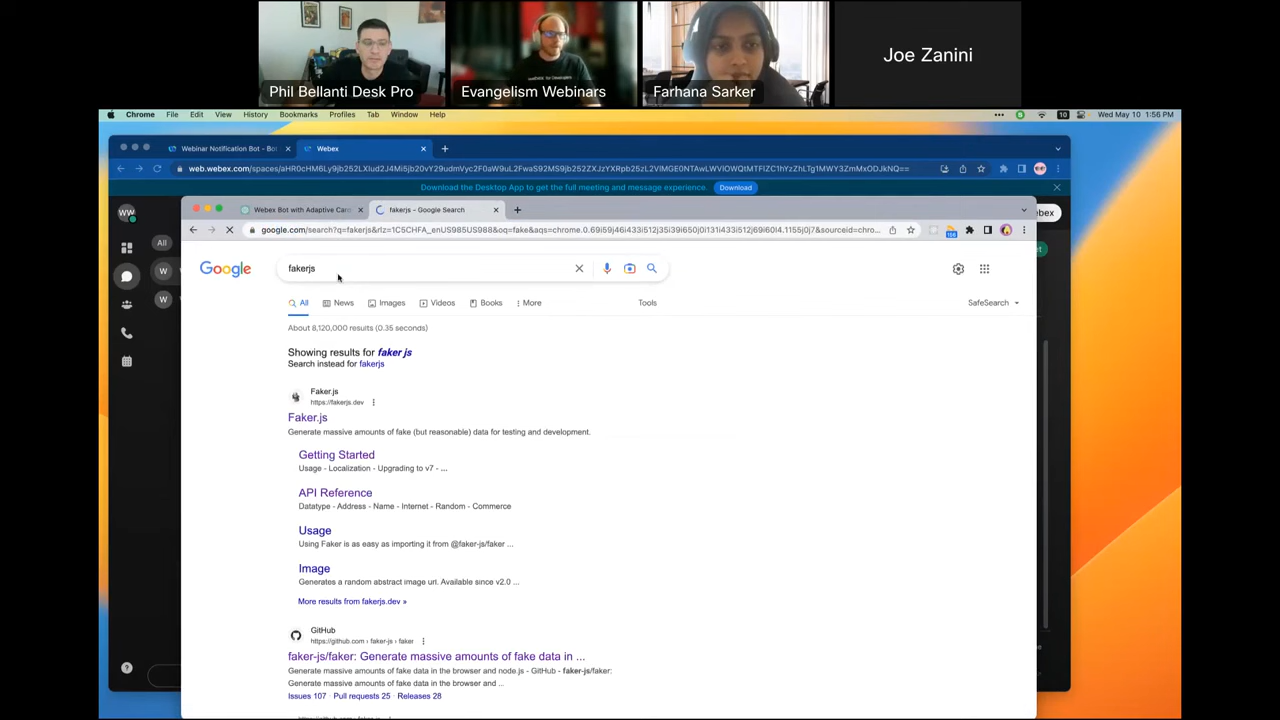 Phil Bellanti Desk Pro
Evangelism Webinars
Farhana Sarker
Joe Zanini
Chrome File Edit View History Bookmarks Profiles Tab Window Help
10 Wed May 10 1:56 PM
Webinar Notification Bot - Bot
Webex
Download the Desktop App to get the full meeting and message experience. Download
WW
All
W
W
Webex Bot with Adaptive Card
fakerjs - Google Search
Google
fakerjs
All News Images Videos Books More Tools SafeSearch
About 8,120,000 results (0.35 seconds)
Showing results for faker js
Search instead for fakerjs
Faker.js
https://fakerjs.dev
Faker.js
Generate massive amounts of fake (but reasonable) data for testing and development.
Getting Started
Usage - Localization - Upgrading to v7 - ...
API Reference
Datatype - Address - Name - Internet - Random - Commerce
Usage
Using Faker is as easy as importing it from @faker-js/faker ...
Image
Generates a random abstract image url. Available since v2.0 ...
More results from fakerjs.dev »
GitHub
https://github.com › faker-js › faker
faker-js/faker: Generate massive amounts of fake data in ...
Generate massive amounts of fake data in the browser and node.js - GitHub - faker-js/faker:
Generate massive amounts of fake data in the browser and ...
Issues 107 · Pull requests 25 · Releases 28